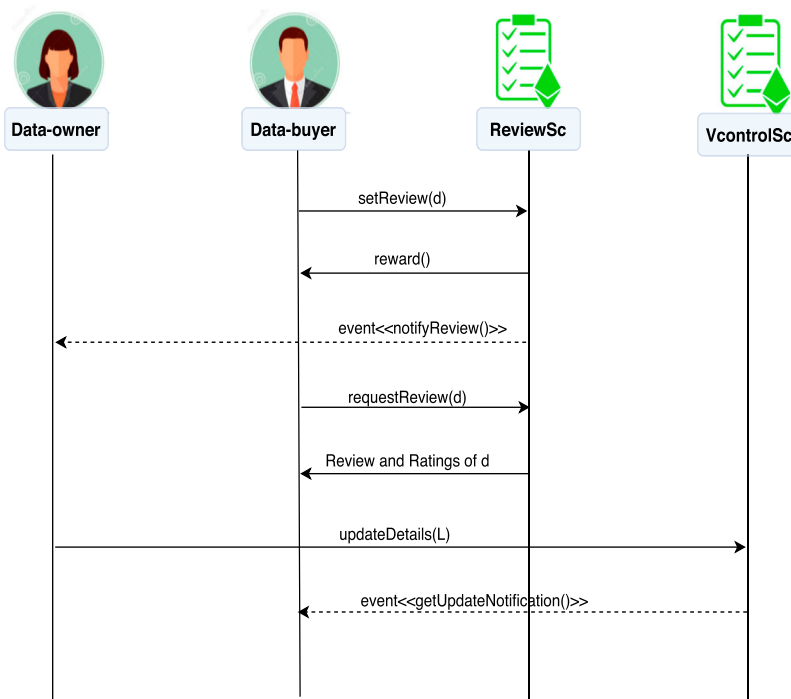 Data-owner
Data-buyer
ReviewSc
VcontrolSc
setReview(d)
reward()
event<<notifyReview()>>
requestReview(d)
Review and Ratings of d
updateDetails(L)
event<<getUpdateNotification()>>